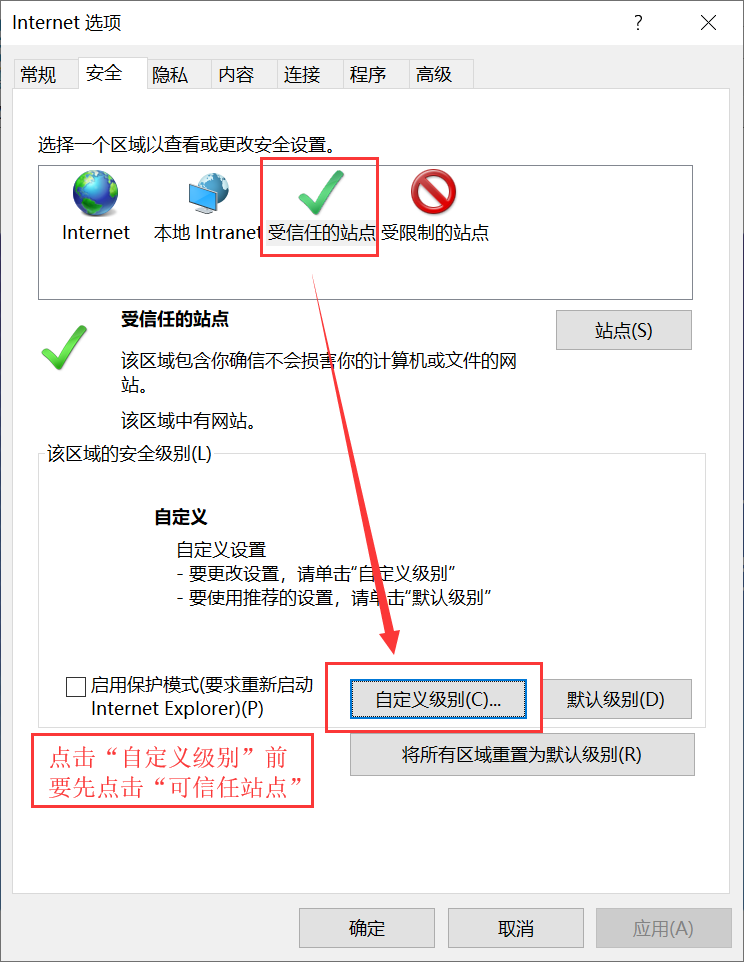 Internet 选项
?
常规 安全 隐私 内容 连接 程序 高级
选择一个区域以查看或更改安全设置。
Internet 本地 Intranet 受信任的站点 受限制的站点
受信任的站点
站点(S)
该区域包含你确信不会损害你的计算机或文件的网
站。
该区域中有网站。
该区域的安全级别(L)
自定义
自定义设置
- 要更改设置，请单击“自定义级别”
- 要使用推荐的设置，请单击“默认级别”
启用保护模式(要求重新启动
Internet Explorer)(P)
自定义级别(C)... 默认级别(D)
点击“自定义级别”前
要先点击“可信任站点”
将所有区域重置为默认级别(R)
确定 取消 应用(A)